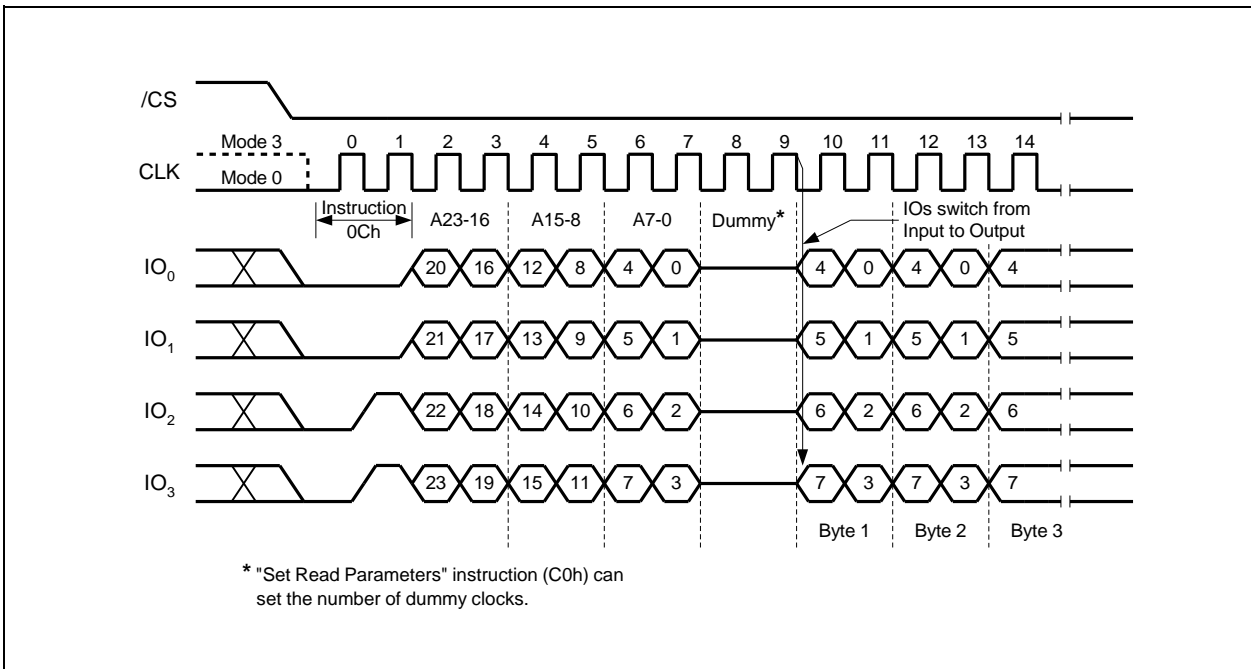 /CS
Mode 3 0 1 2 3 4 5 6 7 8 9 10 11 12 13 14
CLK Mode 0
Instruction
0Ch
A23-16 A15-8 A7-0 Dummy*
IOs switch from
Input to Output
IO0 20 16 12 8 4 0 4 0 4 0 4
IO1 21 17 13 9 5 1 5 1 5 1 5
IO2 22 18 14 10 6 2 6 2 6 2 6
IO3 23 19 15 11 7 3 7 3 7 3 7
Byte 1 Byte 2 Byte 3
* "Set Read Parameters" instruction (C0h) can
set the number of dummy clocks.